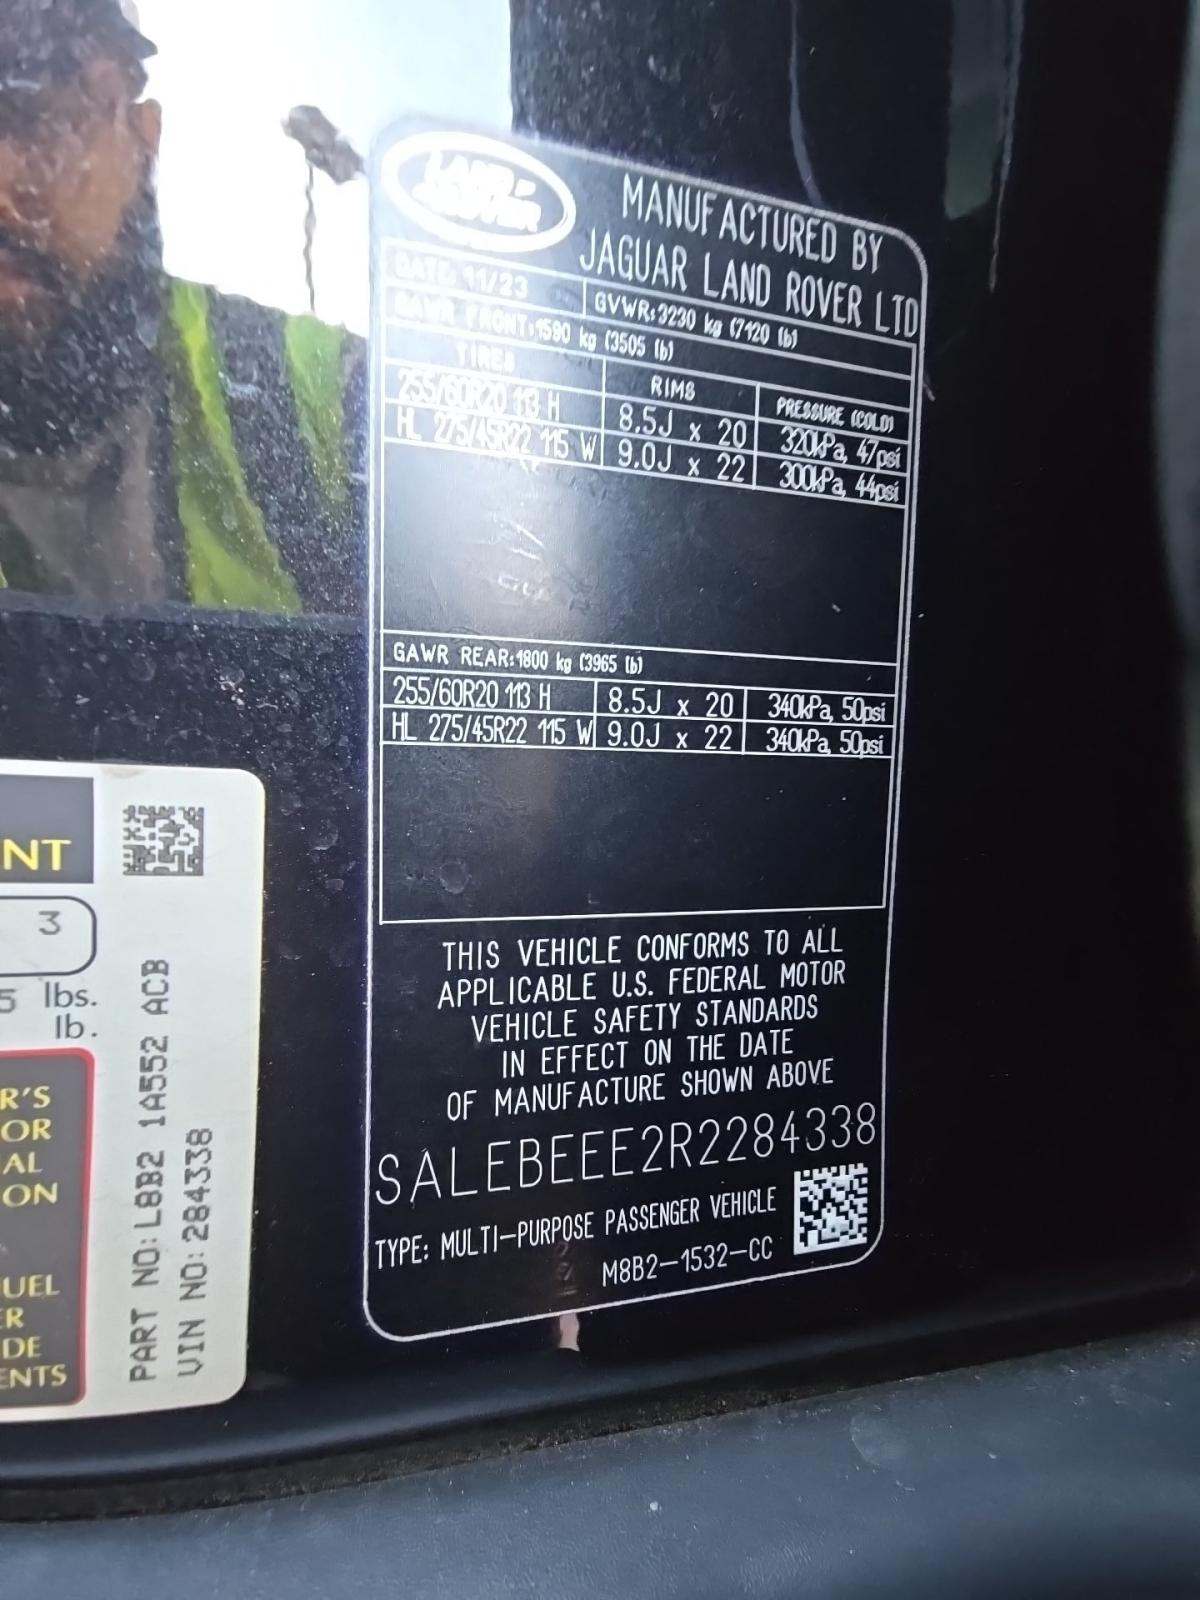 LAND ROVER
MANUFACTURED BY
JAGUAR LAND ROVER LTD
DATE: 11/23 GVWR:3230 kg (7120 lb)
GAWR FRONT:1590 kg (3505 lb)
TIRES RIMS PRESSURE (COLD)
255/60R20 113 H 8.5J x 20 320kPa, 47psi
HL 275/45R22 115 W 9.0J x 22 300kPa, 44psi
GAWR REAR:1800 kg (3965 lb)
255/60R20 113 H 8.5J x 20 340kPa, 50psi
HL 275/45R22 115 W 9.0J x 22 340kPa, 50psi
THIS VEHICLE CONFORMS TO ALL
APPLICABLE U.S. FEDERAL MOTOR
VEHICLE SAFETY STANDARDS
IN EFFECT ON THE DATE
OF MANUFACTURE SHOWN ABOVE
SALEBEEE2R2284338
TYPE: MULTI-PURPOSE PASSENGER VEHICLE
M8B2-1532-CC
NT
3
5 lbs.
lb.
R'S
OR
AL
ON
UEL
ER
DE
ENTS
PART NO:L8B2 1A552 ACB
VIN NO:284338